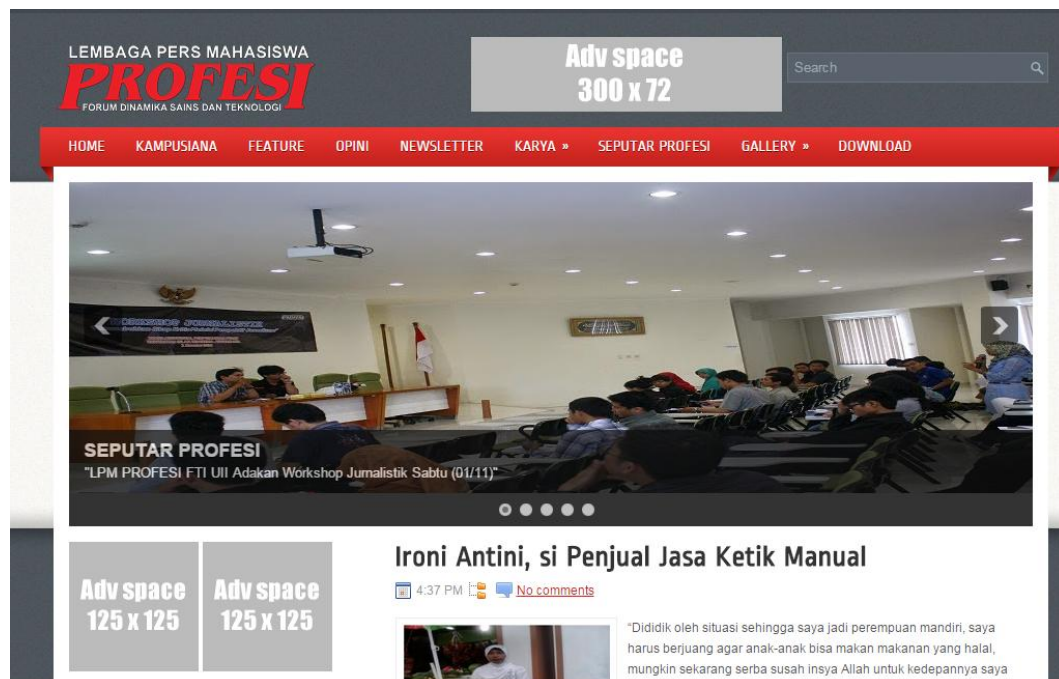 LEMBAGA PERS MAHASISWA
PROFESI
FORUM DINAMIKA SAINS DAN TEKNOLOGI
Adv space
300 x 72
Search
HOME KAMPUSIANA FEATURE OPINI NEWSLETTER KARYA » SEPUTAR PROFESI GALLERY » DOWNLOAD
WORKSHOP JURNALISTIK
SEPUTAR PROFESI
"LPM PROFESI FTI UII Adakan Workshop Jurnalistik Sabtu (01/11)"
Adv space
125 x 125
Adv space
125 x 125
Ironi Antini, si Penjual Jasa Ketik Manual
4:37 PM No comments
"Dididik oleh situasi sehingga saya jadi perempuan mandiri, saya
harus berjuang agar anak-anak bisa makan makanan yang halal,
mungkin sekarang serba susah insya Allah untuk kedepannya saya